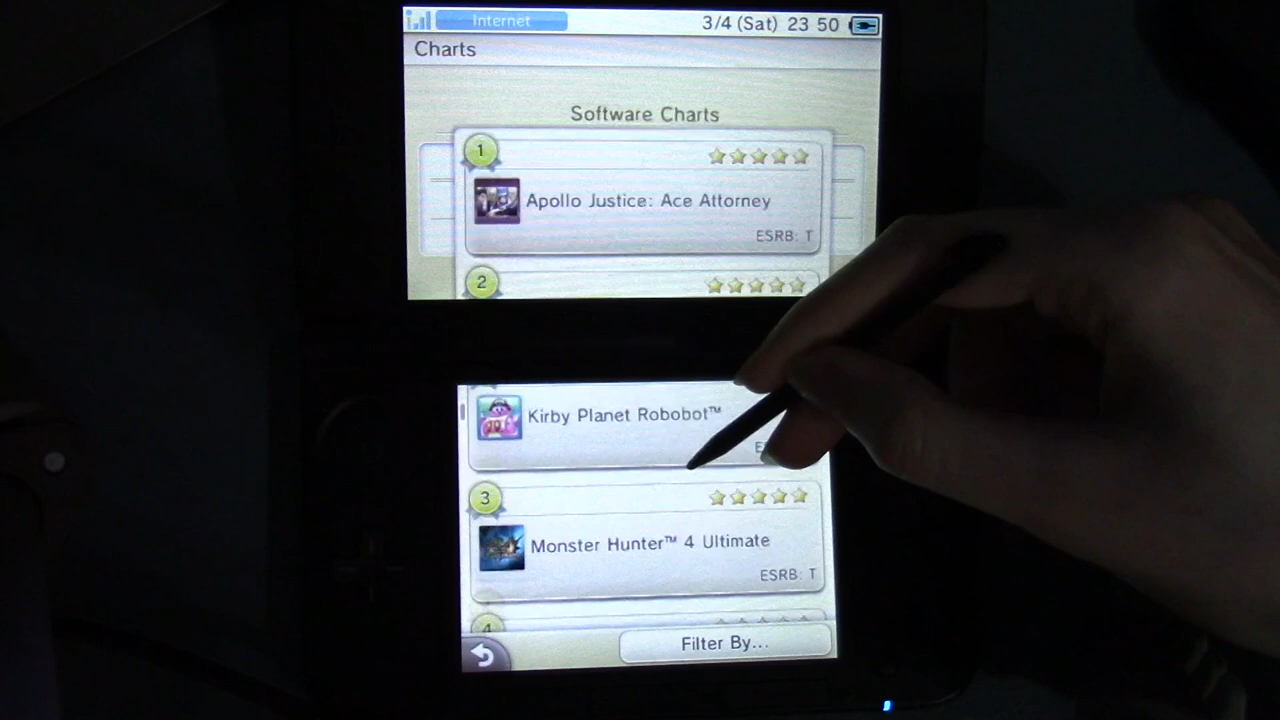 Internet
3/4 (Sat) 23 50
Charts
Software Charts
1
Apollo Justice: Ace Attorney
ESRB: T
2
Kirby Planet Robobot™
3
Monster Hunter™ 4 Ultimate
ESRB: T
4
Filter By...